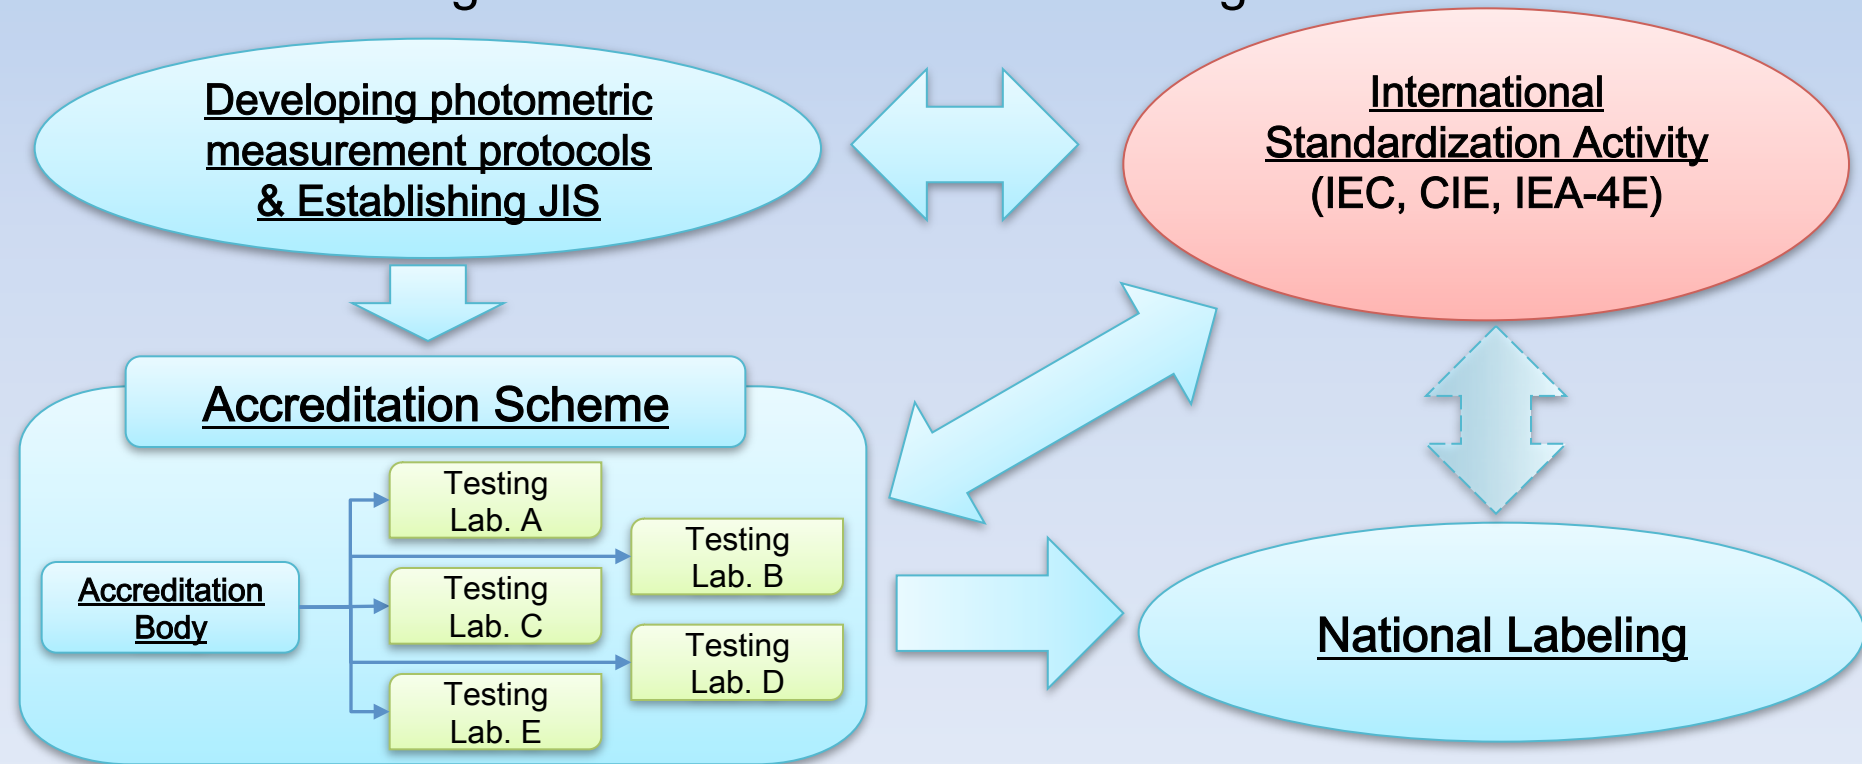 Developing photometric
measurement protocols
& Establishing JIS
International
Standardization Activity
(IEC, CIE, IEA-4E)
Accreditation Scheme
Testing
Lab. A
Testing
Lab. B
Accreditation
Body
Testing
Lab. C
Testing
Lab. D
Testing
Lab. E
National Labeling